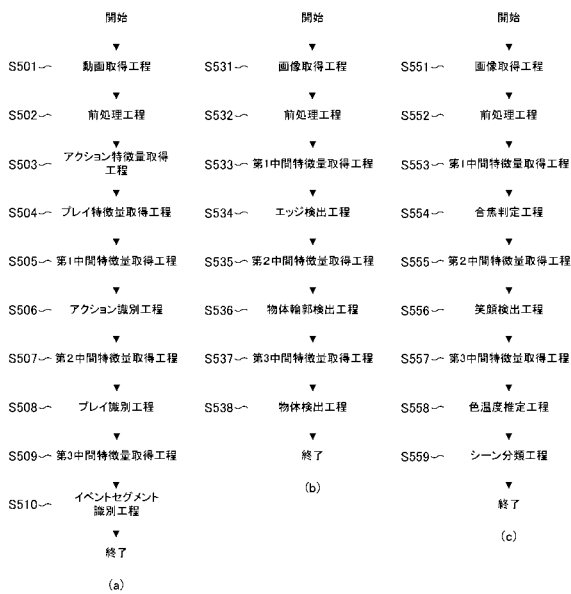 開始
S501 動画取得工程
S502 前処理工程
S503 アクション特徴量取得
工程
S504 プレイ特徴量取得工程
S505 第1中間特徴量取得工程
S506 アクション識別工程
S507 第2中間特徴量取得工程
S508 プレイ識別工程
S509 第3中間特徴量取得工程
S510 イベントセグメント
識別工程
終了
(a)
開始
S531 画像取得工程
S532 前処理工程
S533 第1中間特徴量取得工程
S534 エッジ検出工程
S535 第2中間特徴量取得工程
S536 物体輪郭検出工程
S537 第3中間特徴量取得工程
S538 物体検出工程
終了
(b)
開始
S551 画像取得工程
S552 前処理工程
S553 第1中間特徴量取得工程
S554 合焦判定工程
S555 第2中間特徴量取得工程
S556 笑顔検出工程
S557 第3中間特徴量取得工程
S558 色温度推定工程
S559 シーン分類工程
終了
(c)